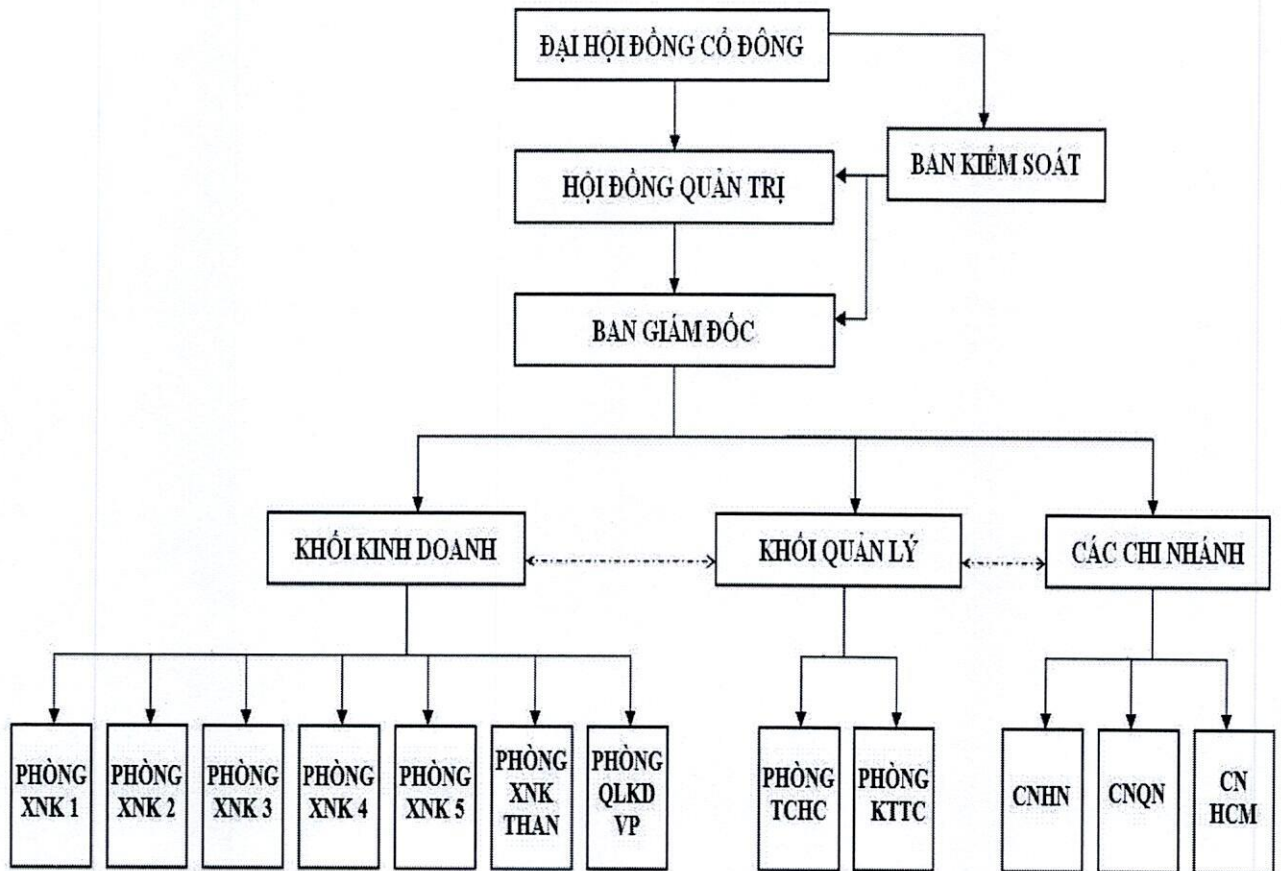 ĐẠI HỘI ĐỒNG CỔ ĐÔNG
BAN KIỂM SOÁT
HỘI ĐỒNG QUẢN TRỊ
BAN GIÁM ĐỐC
KHỐI KINH DOANH
KHỐI QUẢN LÝ
CÁC CHI NHÁNH
PHÒNG
XNK 1
PHÒNG
XNK 2
PHÒNG
XNK 3
PHÒNG
XNK 4
PHÒNG
XNK 5
PHÒNG
XNK
THAN
PHÒNG
QLKD
VP
PHÒNG
TCHC
PHÒNG
KTTC
CNHN
CNQN
CN
HCM